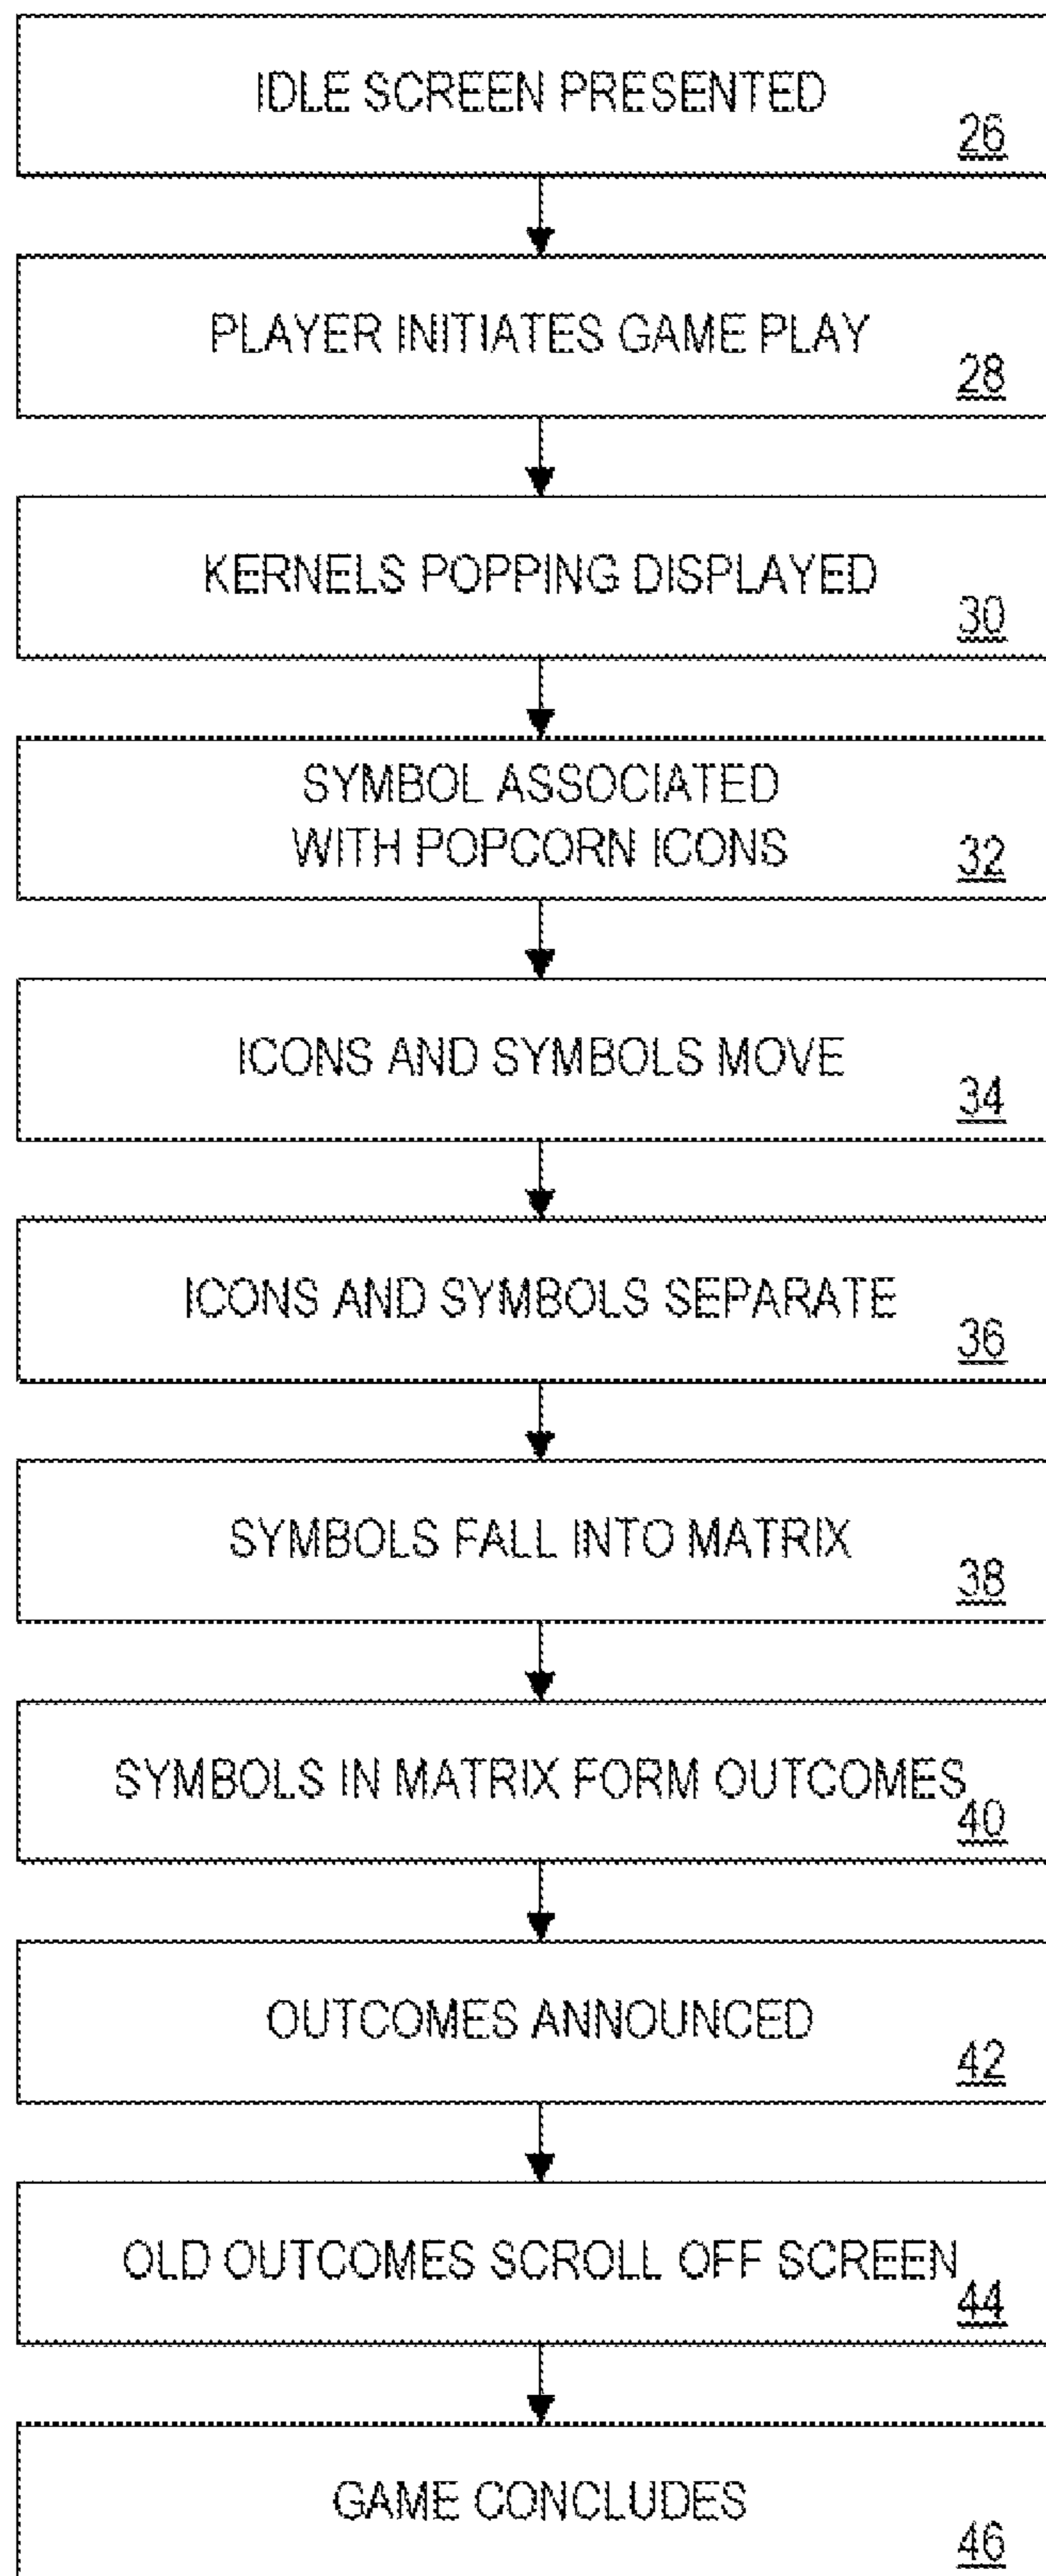 IDLE SCREEN PRESENTED
26
PLAYER INITIATES GAME PLAY
28
KERNELS POPPING DISPLAYED
30
SYMBOL ASSOCIATED
WITH POPCORN ICONS
32
ICONS AND SYMBOLS MOVE
34
ICONS AND SYMBOLS SEPARATE
36
SYMBOLS FALL INTO MATRIX
38
SYMBOLS IN MATRIX FORM OUTCOMES
40
OUTCOMES ANNOUNCED
42
OLD OUTCOMES SCROLL OFF SCREEN
44
GAME CONCLUDES
46